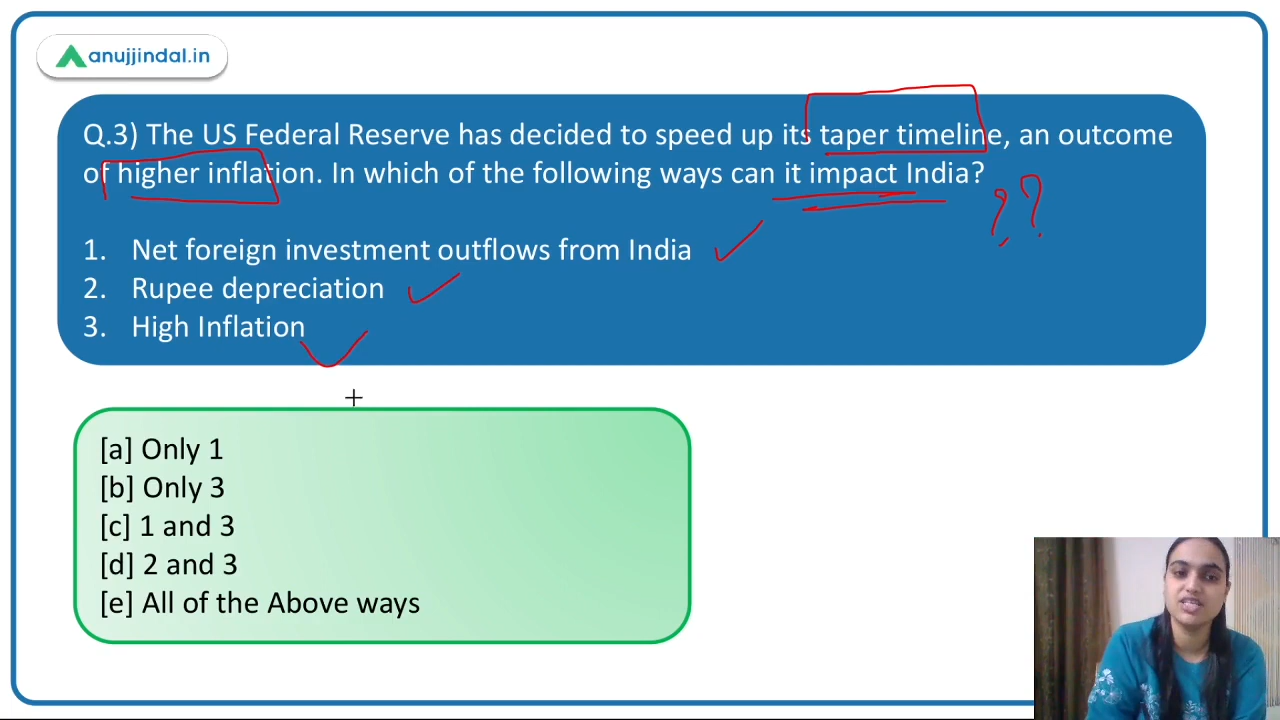 anujjindal.in
Q.3) The US Federal Reserve has decided to speed up its taper timeline, an outcome
of higher inflation. In which of the following ways can it impact India?
??
1. Net foreign investment outflows from India
2. Rupee depreciation
3. High Inflation
[a] Only 1
[b] Only 3
[c] 1 and 3
[d] 2 and 3
[e] All of the Above ways